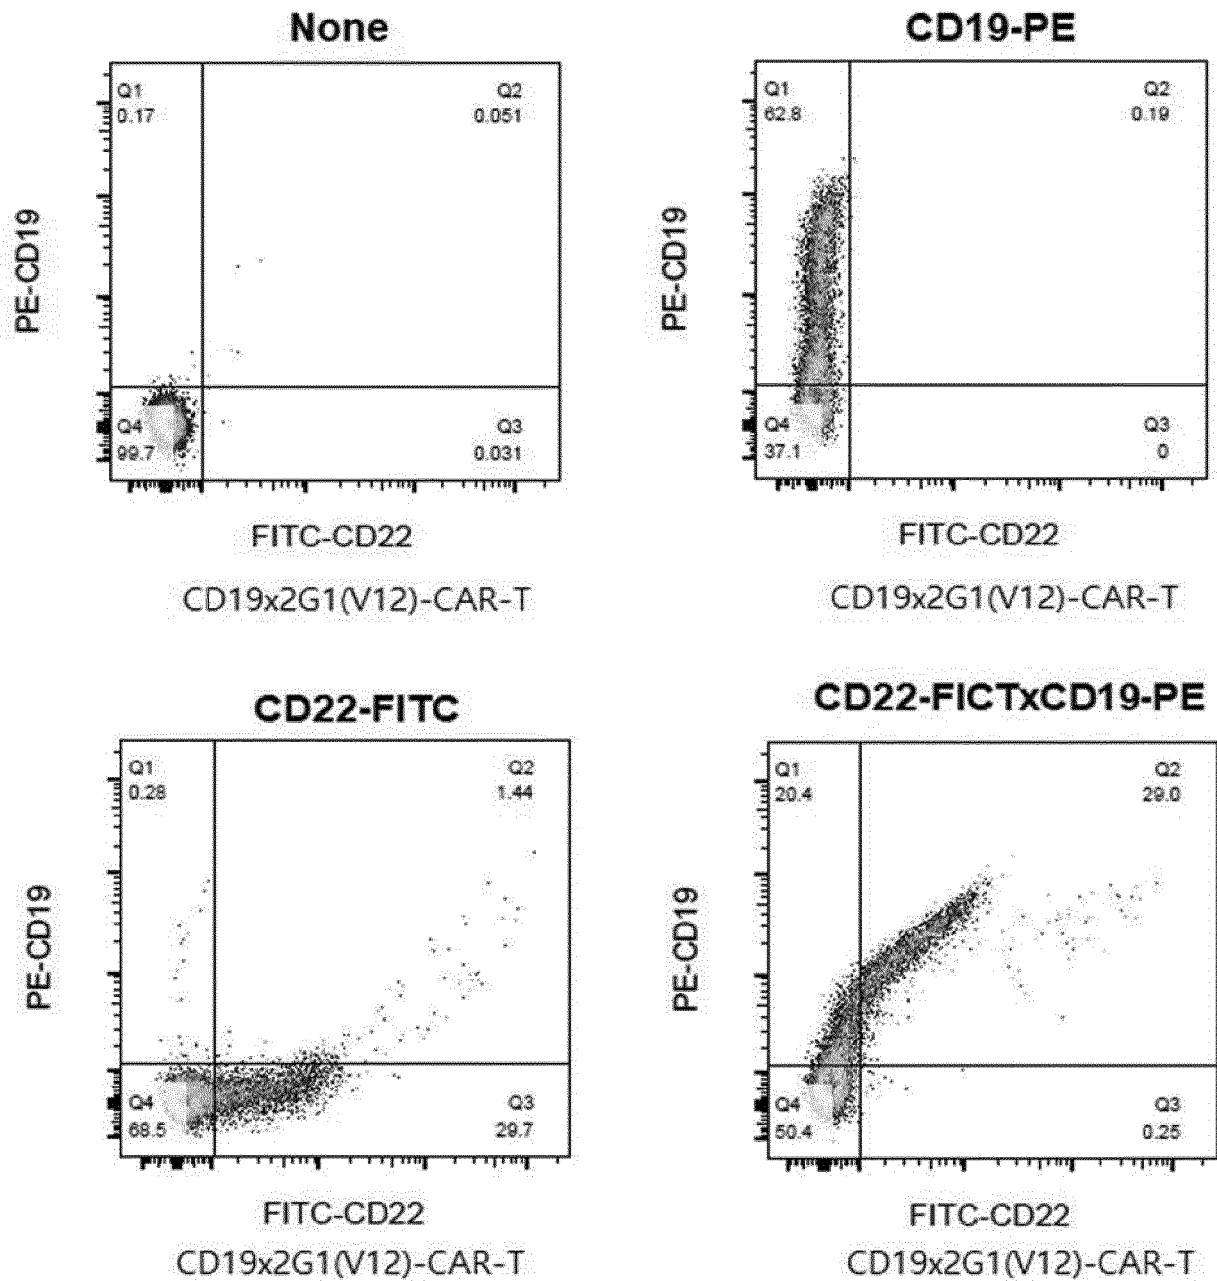 None
Q1
0.17
Q2
0.051
Q4
99.7
Q3
0.031
PE-CD19
FITC-CD22
CD19x2G1(V12)-CAR-T
CD19-PE
Q1
62.8
Q2
0.19
Q4
37.1
Q3
0
PE-CD19
FITC-CD22
CD19x2G1(V12)-CAR-T
CD22-FITC
Q1
0.28
Q2
1.44
Q4
68.5
Q3
29.7
PE-CD19
FITC-CD22
CD19x2G1(V12)-CAR-T
CD22-FICTxCD19-PE
Q1
20.4
Q2
29.0
Q4
50.4
Q3
0.25
PE-CD19
FITC-CD22
CD19x2G1(V12)-CAR-T